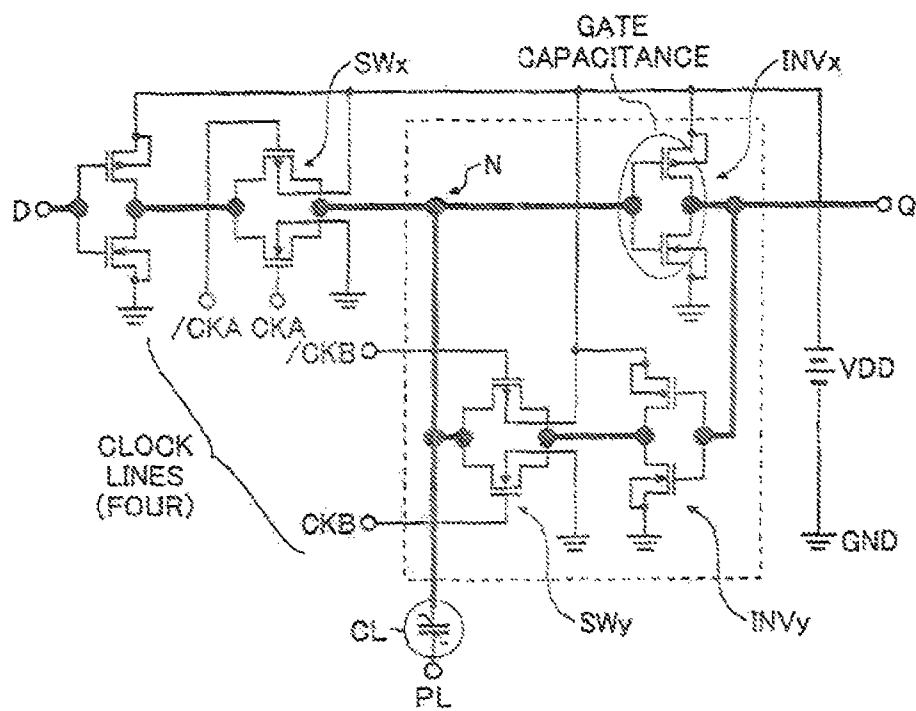 GATE
CAPACITANCE
SWx
INVx
N
D
Q
/CKA
CKA
/CKB
VDD
CLOCK
LINES
(FOUR)
CKB
GND
SWy
INVy
CL
PL